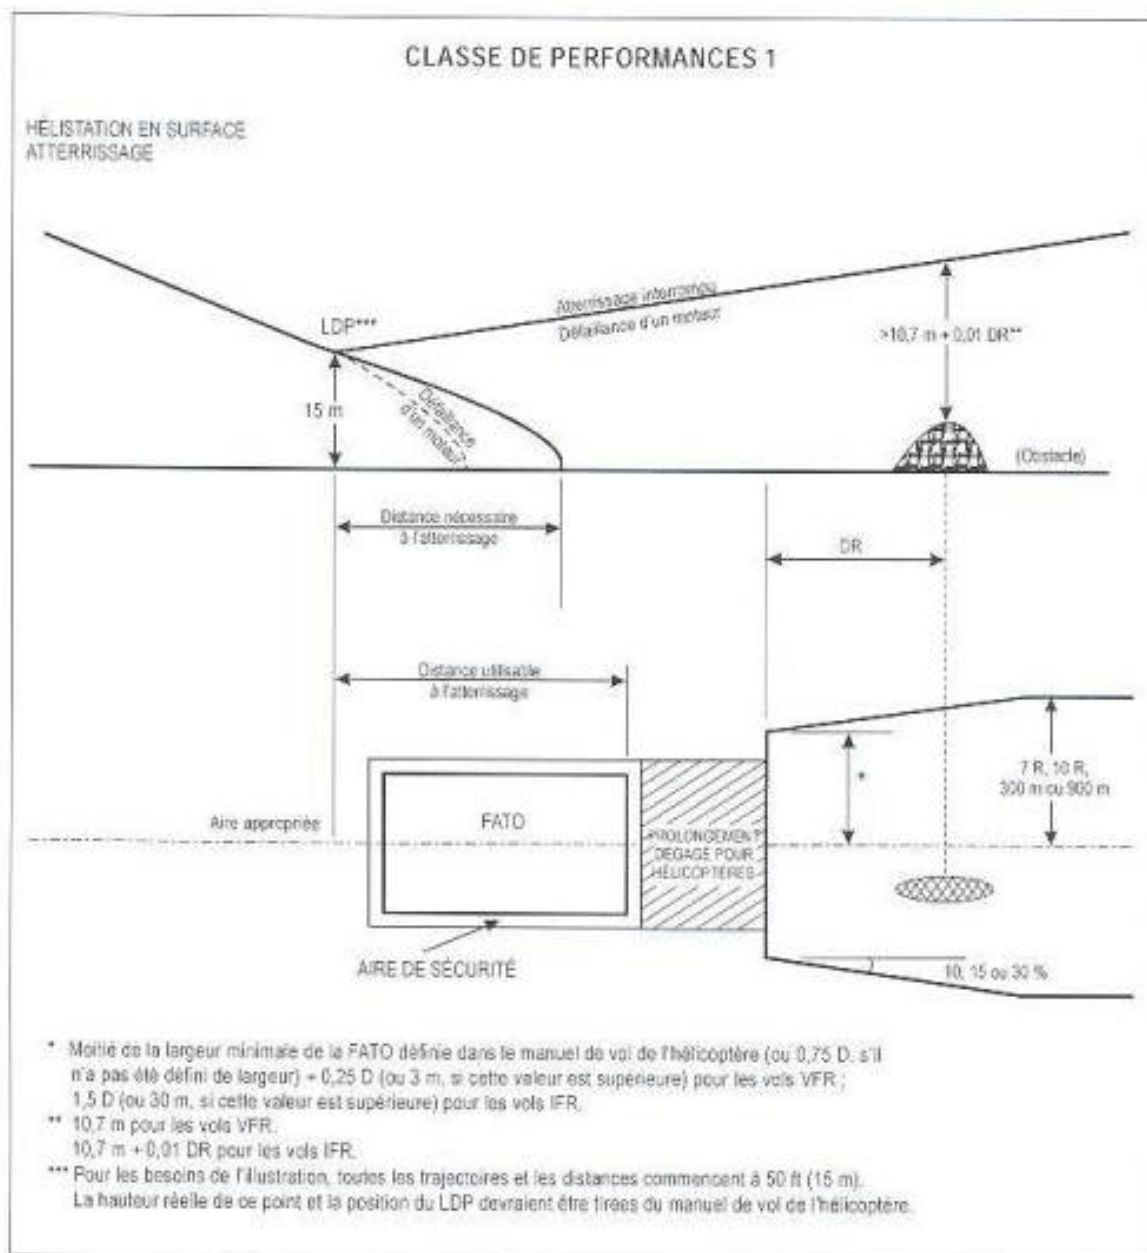 CLASSE DE PERFORMANCES 1
HÉLISTATION EN SURFACE
ATTERRISSAGE
LDP***
Atterrissage interrompu
Défaillance d'un moteur
>10,7 m + 0,01 DR**
15 m
Défaillance
d'un moteur
(Obstacle)
Distance nécessaire
à l'atterrissage
DR
Distance utilisable
à l'atterrissage
7 R, 10 R,
300 m ou 900 m
*
Aire appropriée
FATO
PROLONGEMENT
DÉGAGÉ POUR
HÉLICOPTÈRES
AIRE DE SÉCURITÉ
10, 15 ou 30 %
* Moitié de la largeur minimale de la FATO définie dans le manuel de vol de l'hélicoptère (ou 0,75 D, s'il
n'a pas été défini de largeur) + 0,25 D (ou 3 m, si cette valeur est supérieure) pour les vols VFR ;
1,5 D (ou 30 m, si cette valeur est supérieure) pour les vols IFR.
** 10,7 m pour les vols VFR.
10,7 m + 0,01 DR pour les vols IFR.
*** Pour les besoins de l'illustration, toutes les trajectoires et les distances commencent à 50 ft (15 m).
La hauteur réelle de ce point et la position du LDP devraient être tirées du manuel de vol de l'hélicoptère.